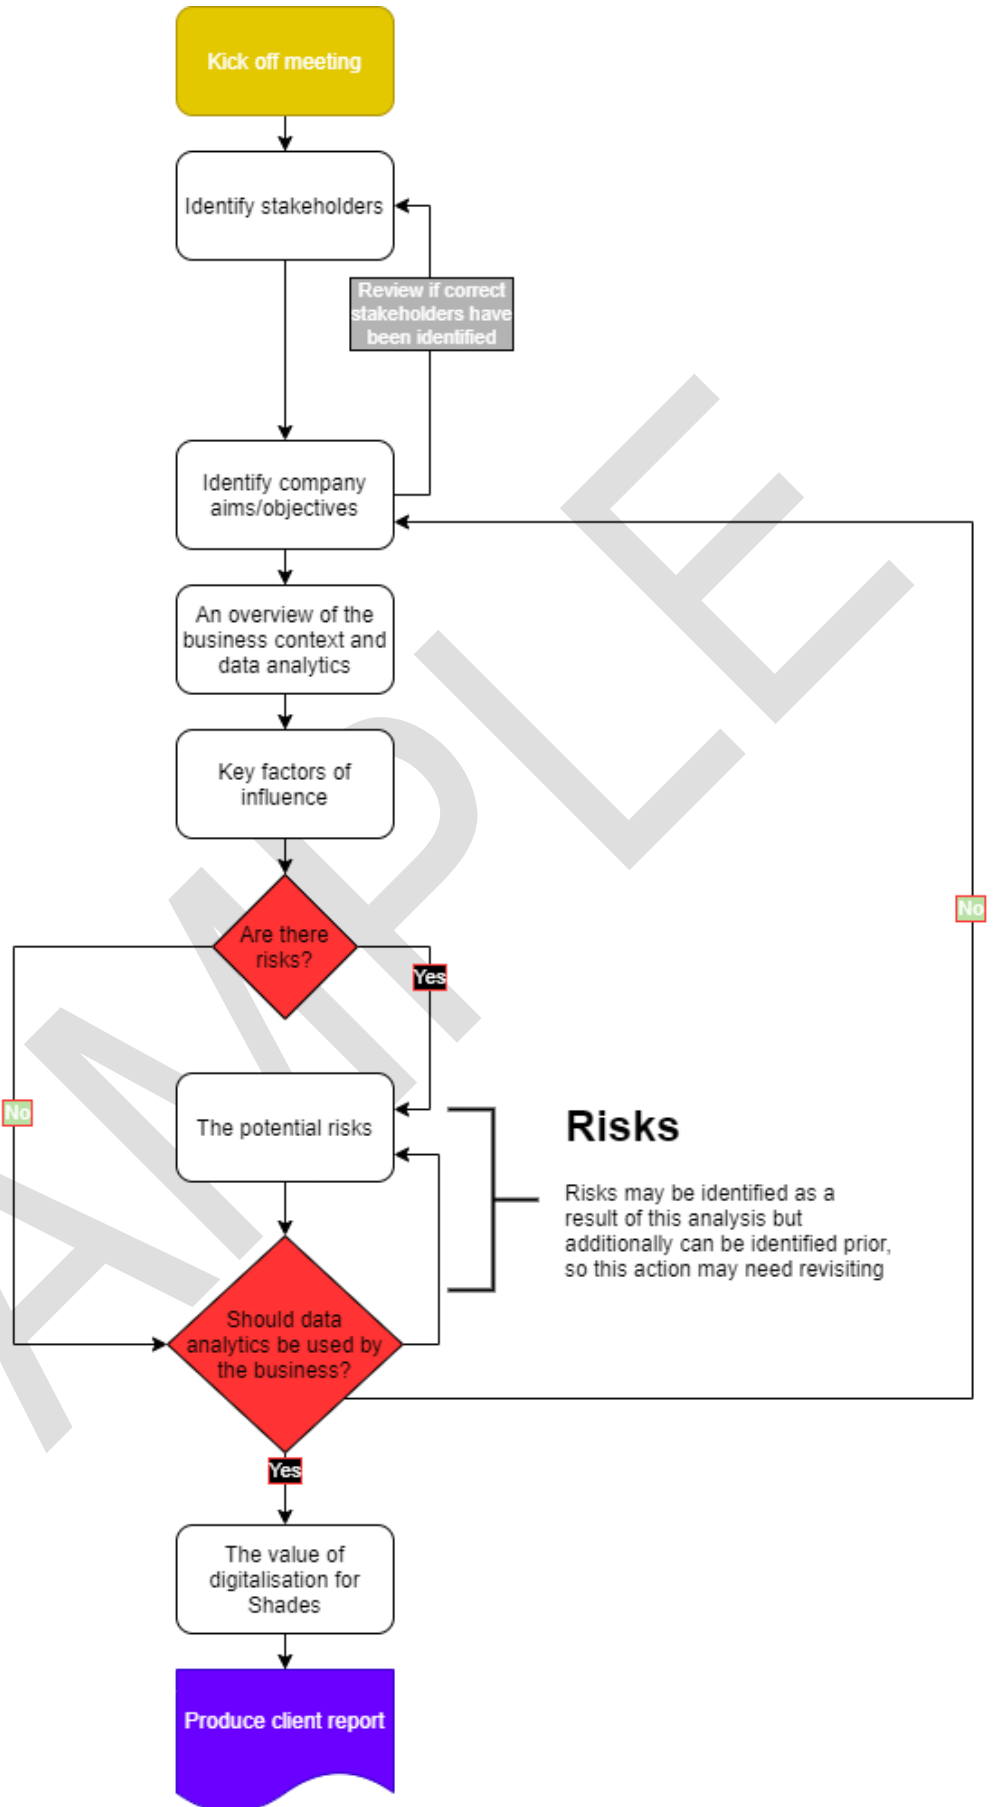 Kick off meeting
Identify stakeholders
Review if correct
stakeholders have
been identified
Identify company
aims/objectives
An overview of the
business context and
data analytics
Key factors of
influence
No
Are there
risks?
Yes
No
The potential risks
Risks
Risks may be identified as a
result of this analysis but
additionally can be identified prior,
so this action may need revisiting
Should data
analytics be used by
the business?
Yes
The value of
digitalisation for
Shades
Produce client report
AMPLE